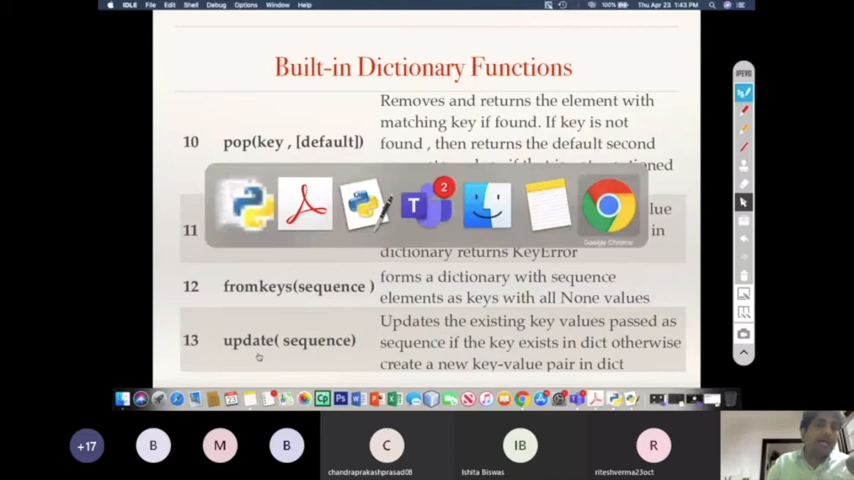 IDLE File Edit Shell Debug Options Window Help
100% Thu Apr 23 1:43 PM
Built-in Dictionary Functions
IPEVO
Removes and returns the element with
matching key if found. If key is not
10 pop(key , [default]) found , then returns the default second
2
Google Chrome
11
in
dictionary returns KeyError
12 fromkeys(sequence ) forms a dictionary with sequence
elements as keys with all None values
Updates the existing key values passed as
13 update( sequence) sequence if the key exists in dict otherwise
create a new key-value pair in dict
+17 B M B C IB R
chandraprakashprasad08 Ishita Biswas riteshverma23oct